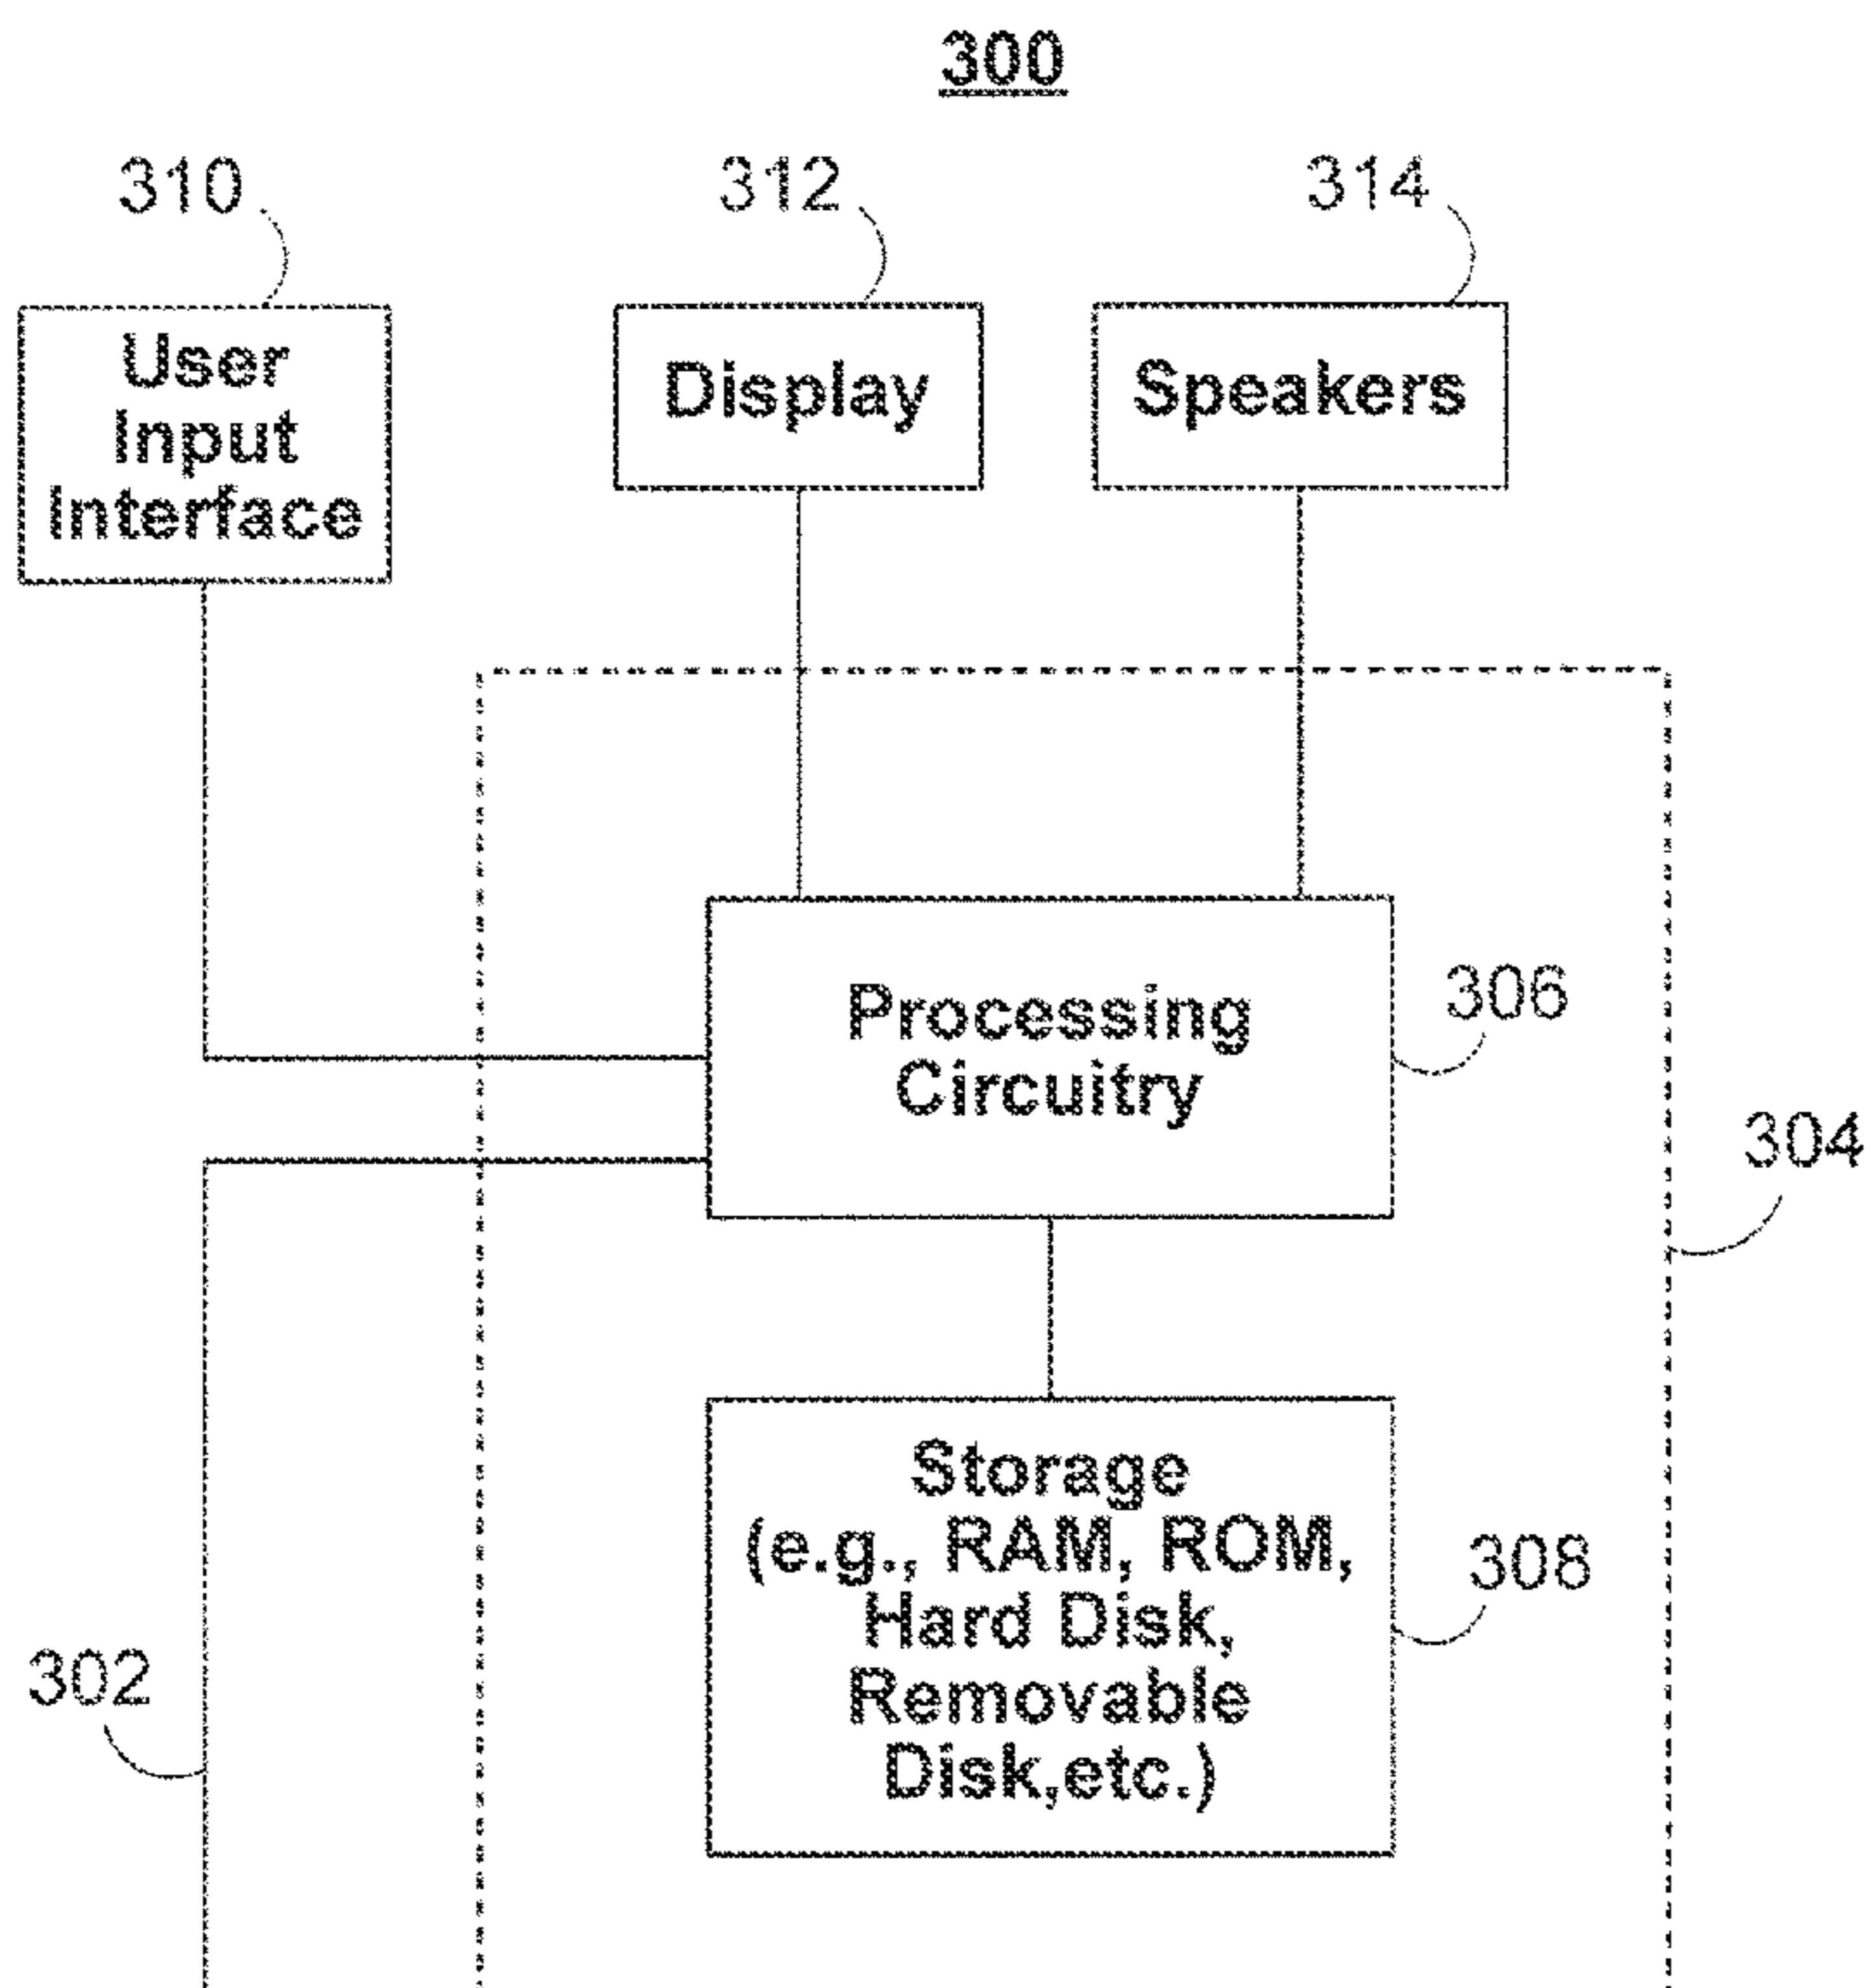 300
310
312
314
User
Input
Interface
Display
Speakers
Processing
Circuitry
306
304
Storage
(e.g., RAM, ROM,
Hard Disk,
Removable
Disk,etc.)
308
302